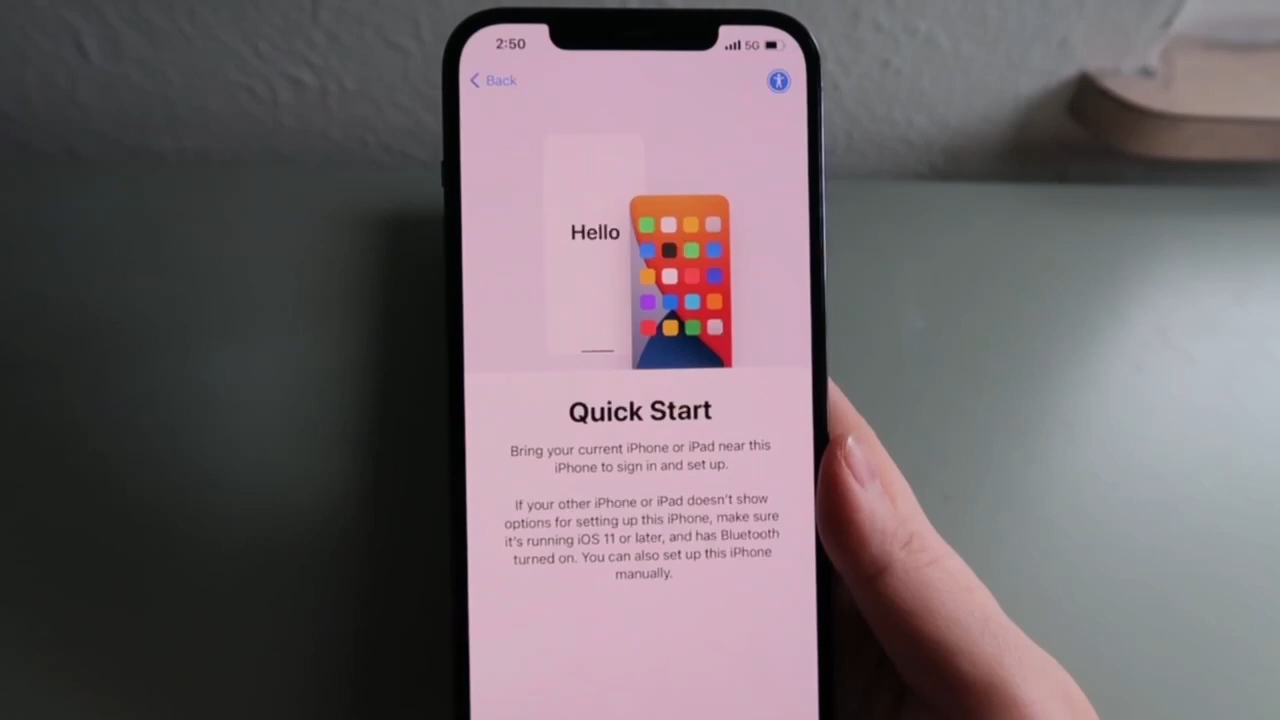 2:50
5G
Back
Hello
Quick Start
Bring your current iPhone or iPad near this
iPhone to sign in and set up.
If your other iPhone or iPad doesn't show
options for setting up this iPhone, make sure
it's running iOS 11 or later, and has Bluetooth
turned on. You can also set up this iPhone
manually.